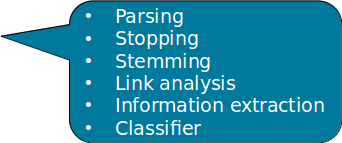 • Parsing
• Stopping
• Stemming
• Link analysis
• Information extraction
• Classifier